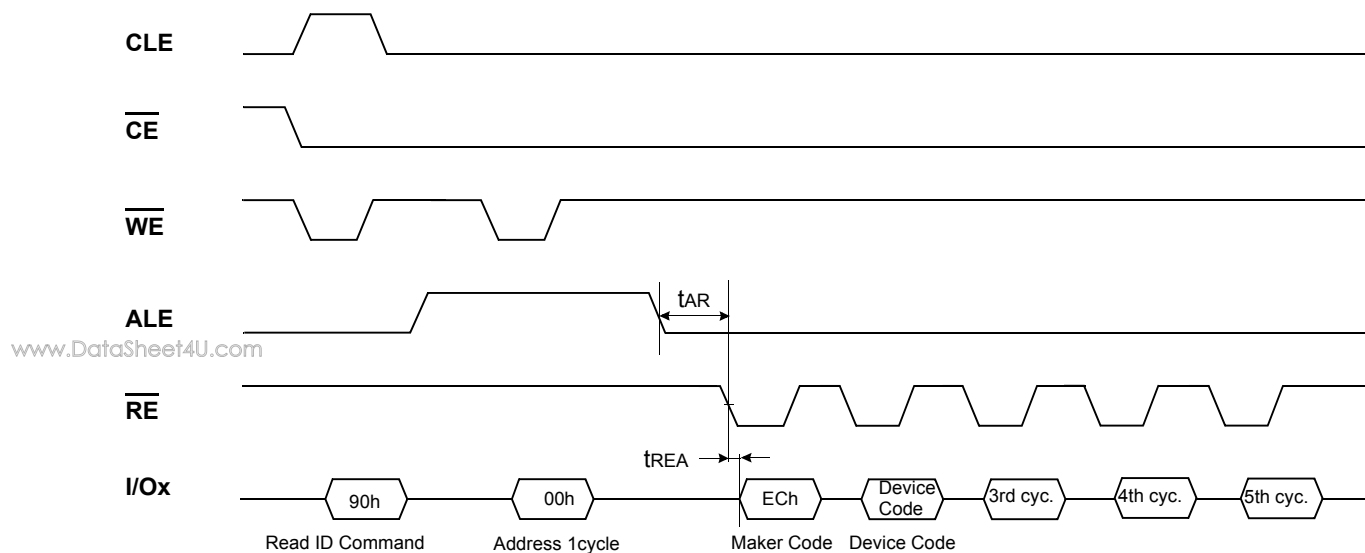 CLE
CE
WE
ALE
tAR
www.DataSheet4U.com
RE
tREA
I/Ox
90h
00h
ECh
Device
Code
3rd cyc.
4th cyc.
5th cyc.
Read ID Command
Address 1cycle
Maker Code
Device Code